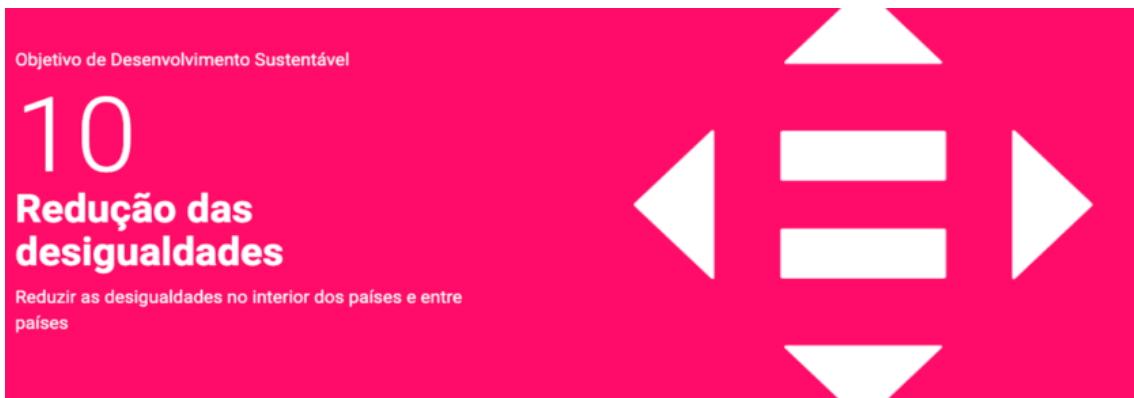 Objetivo de Desenvolvimento Sustentável
10
Redução das
desigualdades
Reduzir as desigualdades no interior dos países e entre
países